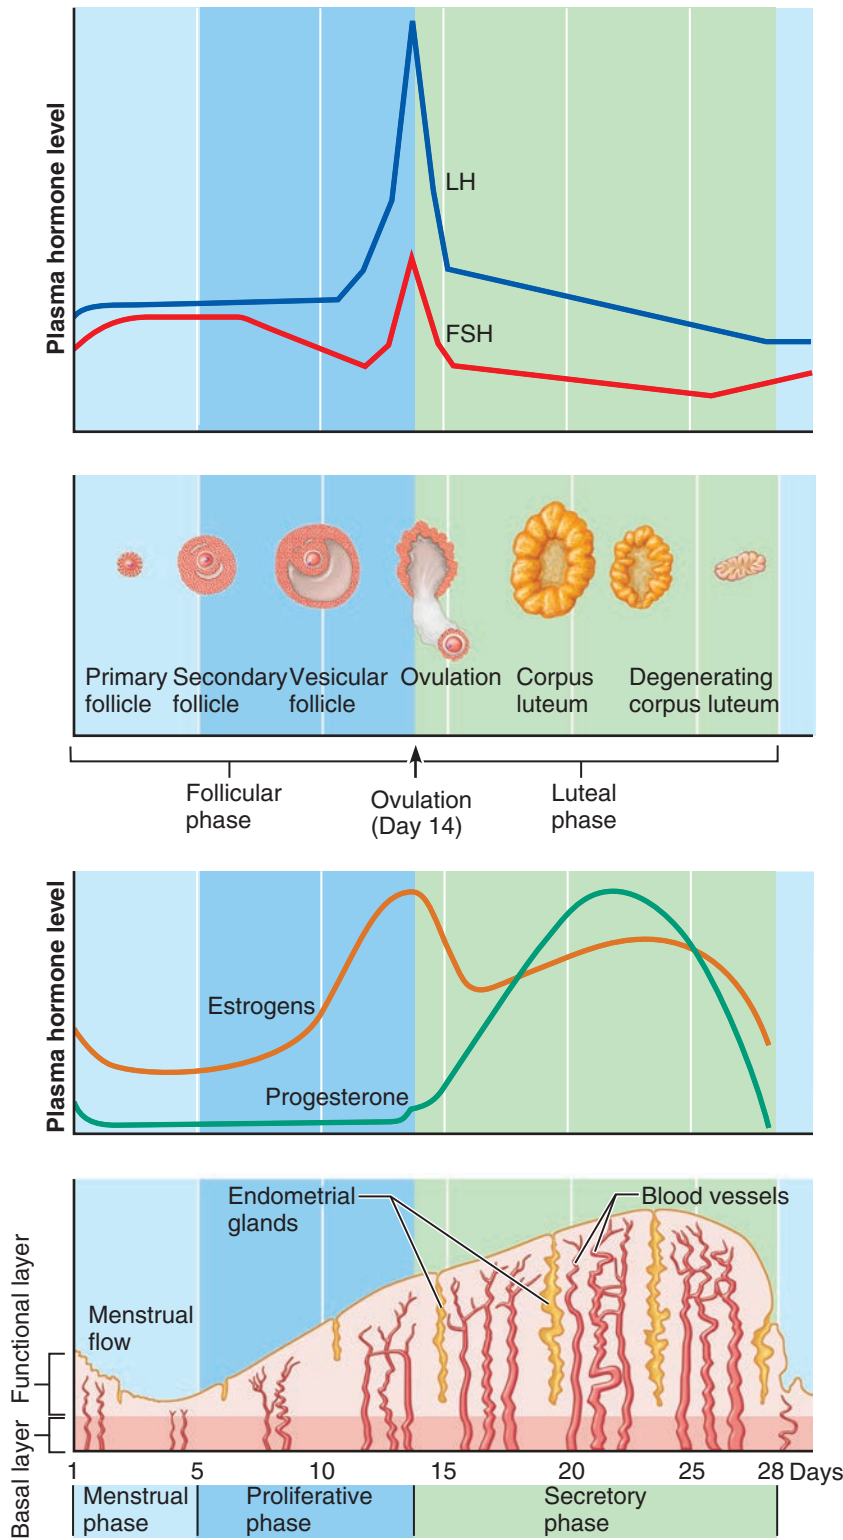 Plasma hormone level
LH
FSH
Primary follicle
Secondary follicle
Vesicular follicle
Ovulation
Corpus luteum
Degenerating corpus luteum
Follicular phase
Ovulation (Day 14)
Luteal phase
Plasma hormone level
Estrogens
Progesterone
Endometrial glands
Blood vessels
Menstrual flow
Functional layer
Basal layer
1 5 10 15 20 25 28 Days
Menstrual phase
Proliferative phase
Secretory phase